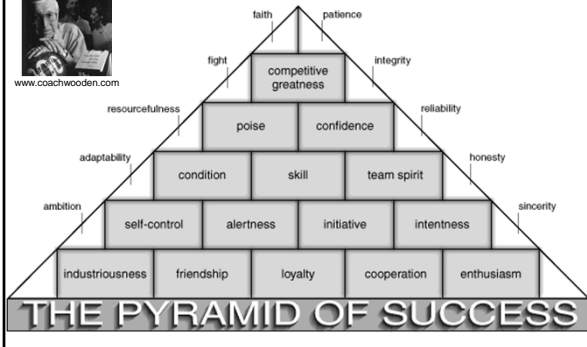 faith patience
www.coachwooden.com
fight integrity
competitive
greatness
resourcefulness reliability
poise confidence
adaptability honesty
condition skill team spirit
ambition sincerity
self-control alertness initiative intentness
industriousness friendship loyalty cooperation enthusiasm
THE PYRAMID OF SUCCESS